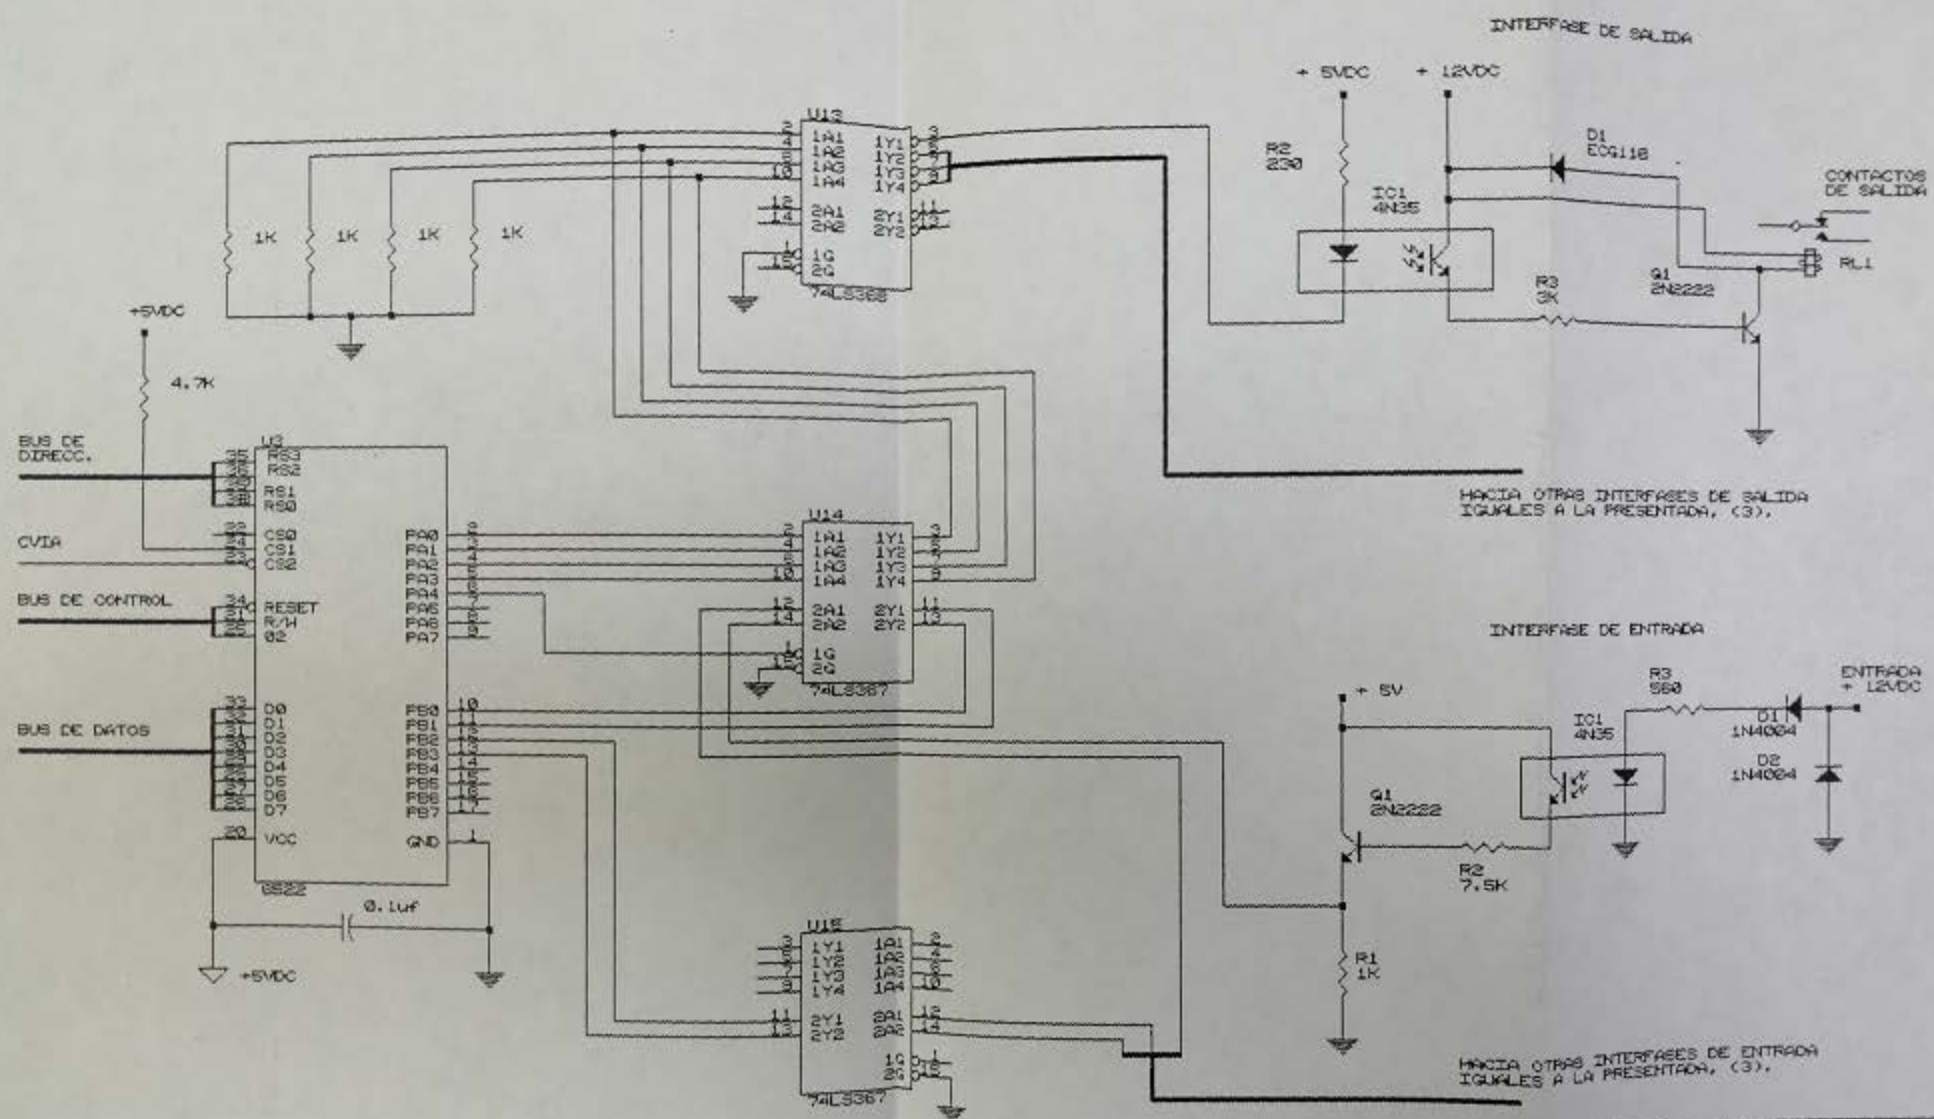 INTERFASE DE SALIDA
+ 5VDC
+ 12VDC
R2
230
IC1
4N35
D1
CONTACTOS
DE SALIDA
RL1
Q1
2N2222
R3
3K
HACIA OTRAS INTERFASES DE SALIDA
IGUALES A LA PRESENTADA. (3).
U13
1A1
1A2
1A3
1A4
2A1
2A2
1G
2G
1Y1
1Y2
1Y3
1Y4
2Y1
2Y2
74LS368
1K
1K
1K
1K
+5VDC
4.7K
BUS DE
DIRECC.
CVIA
BUS DE CONTROL
BUS DE DATOS
U3
RS3
RS2
RS1
RS0
CS0
CS1
CS2
34
RESET
R/W
02
D0
D1
D2
D3
D4
D5
D6
D7
20
VCC
PA0
PA1
PA2
PA3
PA4
PA5
PA6
PA7
PB0
PB1
PB2
PB3
PB4
PB5
PB6
PB7
10
11
GND
1
6522
0.1uf
+5VDC
U14
1A1
1A2
1A3
1A4
2A1
2A2
1G
2G
1Y1
1Y2
1Y3
1Y4
2Y1
2Y2
11
13
74LS367
U15
1Y1
1Y2
1Y3
1Y4
2Y1
2Y2
1A1
1A2
1A3
1A4
2A1
2A2
1G
2G
74LS367
INTERFASE DE ENTRADA
+ 5V
R3
560
ENTRADA
+ 12VDC
IC1
4N35
D1
1N4004
D2
1N4004
Q1
2N2222
R2
7.5K
R1
1K
HACIA OTRAS INTERFASES DE ENTRADA
IGUALES A LA PRESENTADA. (3).